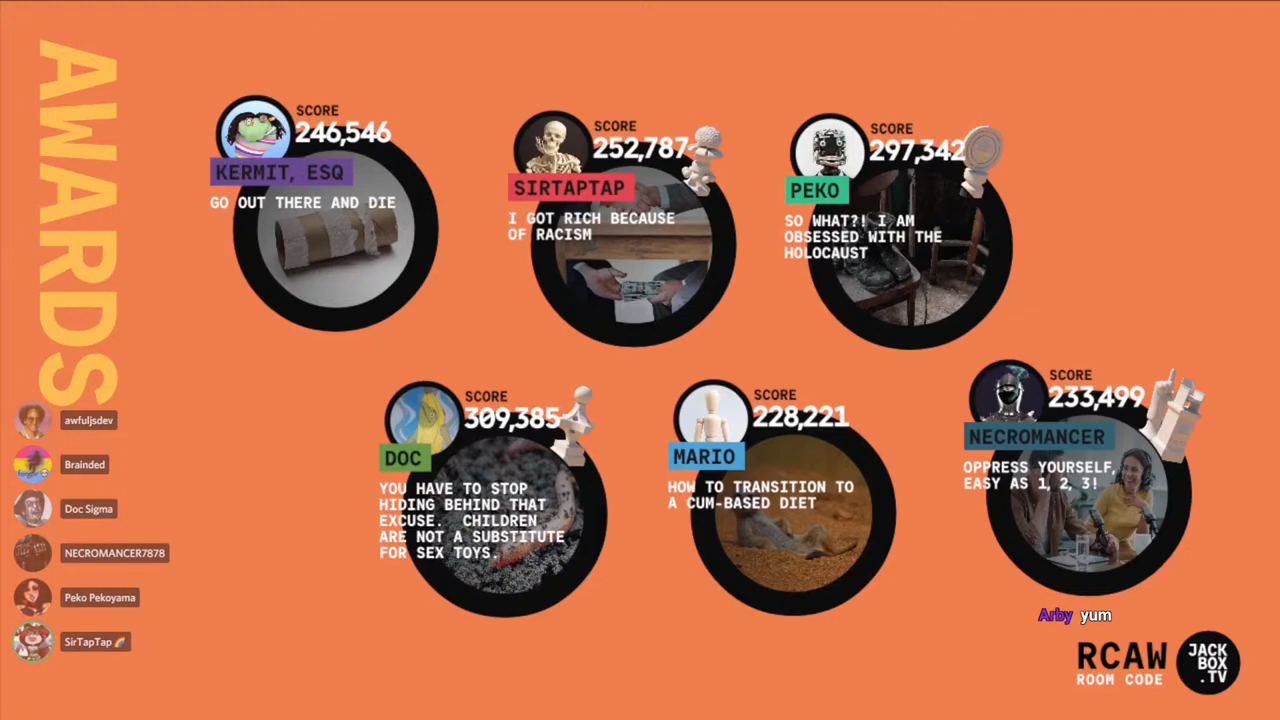 AWARDS
SCORE
246,546
KERMIT, ESQ
GO OUT THERE AND DIE
SCORE
252,787
SIRTAPTAP
I GOT RICH BECAUSE
OF RACISM
SCORE
297,342
PEKO
SO WHAT?! I AM
OBSESSED WITH THE
HOLOCAUST
SCORE
309,385
DOC
YOU HAVE TO STOP
HIDING BEHIND THAT
EXCUSE. CHILDREN
ARE NOT A SUBSTITUTE
FOR SEX TOYS.
SCORE
228,221
MARIO
HOW TO TRANSITION TO
A CUM-BASED DIET
SCORE
233,499
NECROMANCER
OPPRESS YOURSELF,
EASY AS 1, 2, 3!
awfuljsdev
Brainded
Doc Sigma
NECROMANCER7878
Peko Pekoyama
SirTapTap 🌈
Arby yum
RCAW
ROOM CODE
JACK
BOX
.TV